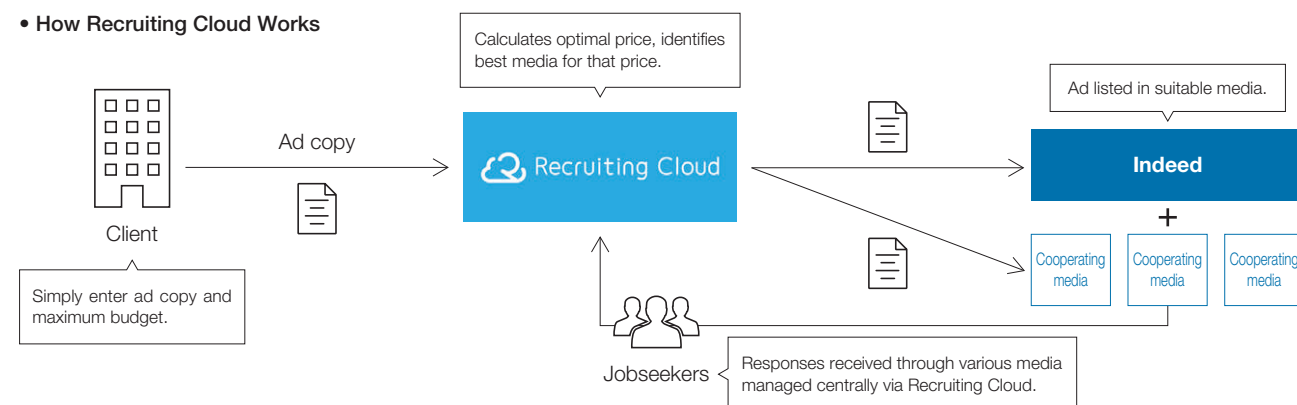 • How Recruiting Cloud Works
Calculates optimal price, identifies
best media for that price.
Ad listed in suitable media.
Ad copy
Recruiting Cloud
Indeed
+
Client
Cooperating
media
Cooperating
media
Cooperating
media
Simply enter ad copy and
maximum budget.
Jobseekers
Responses received through various media
managed centrally via Recruiting Cloud.